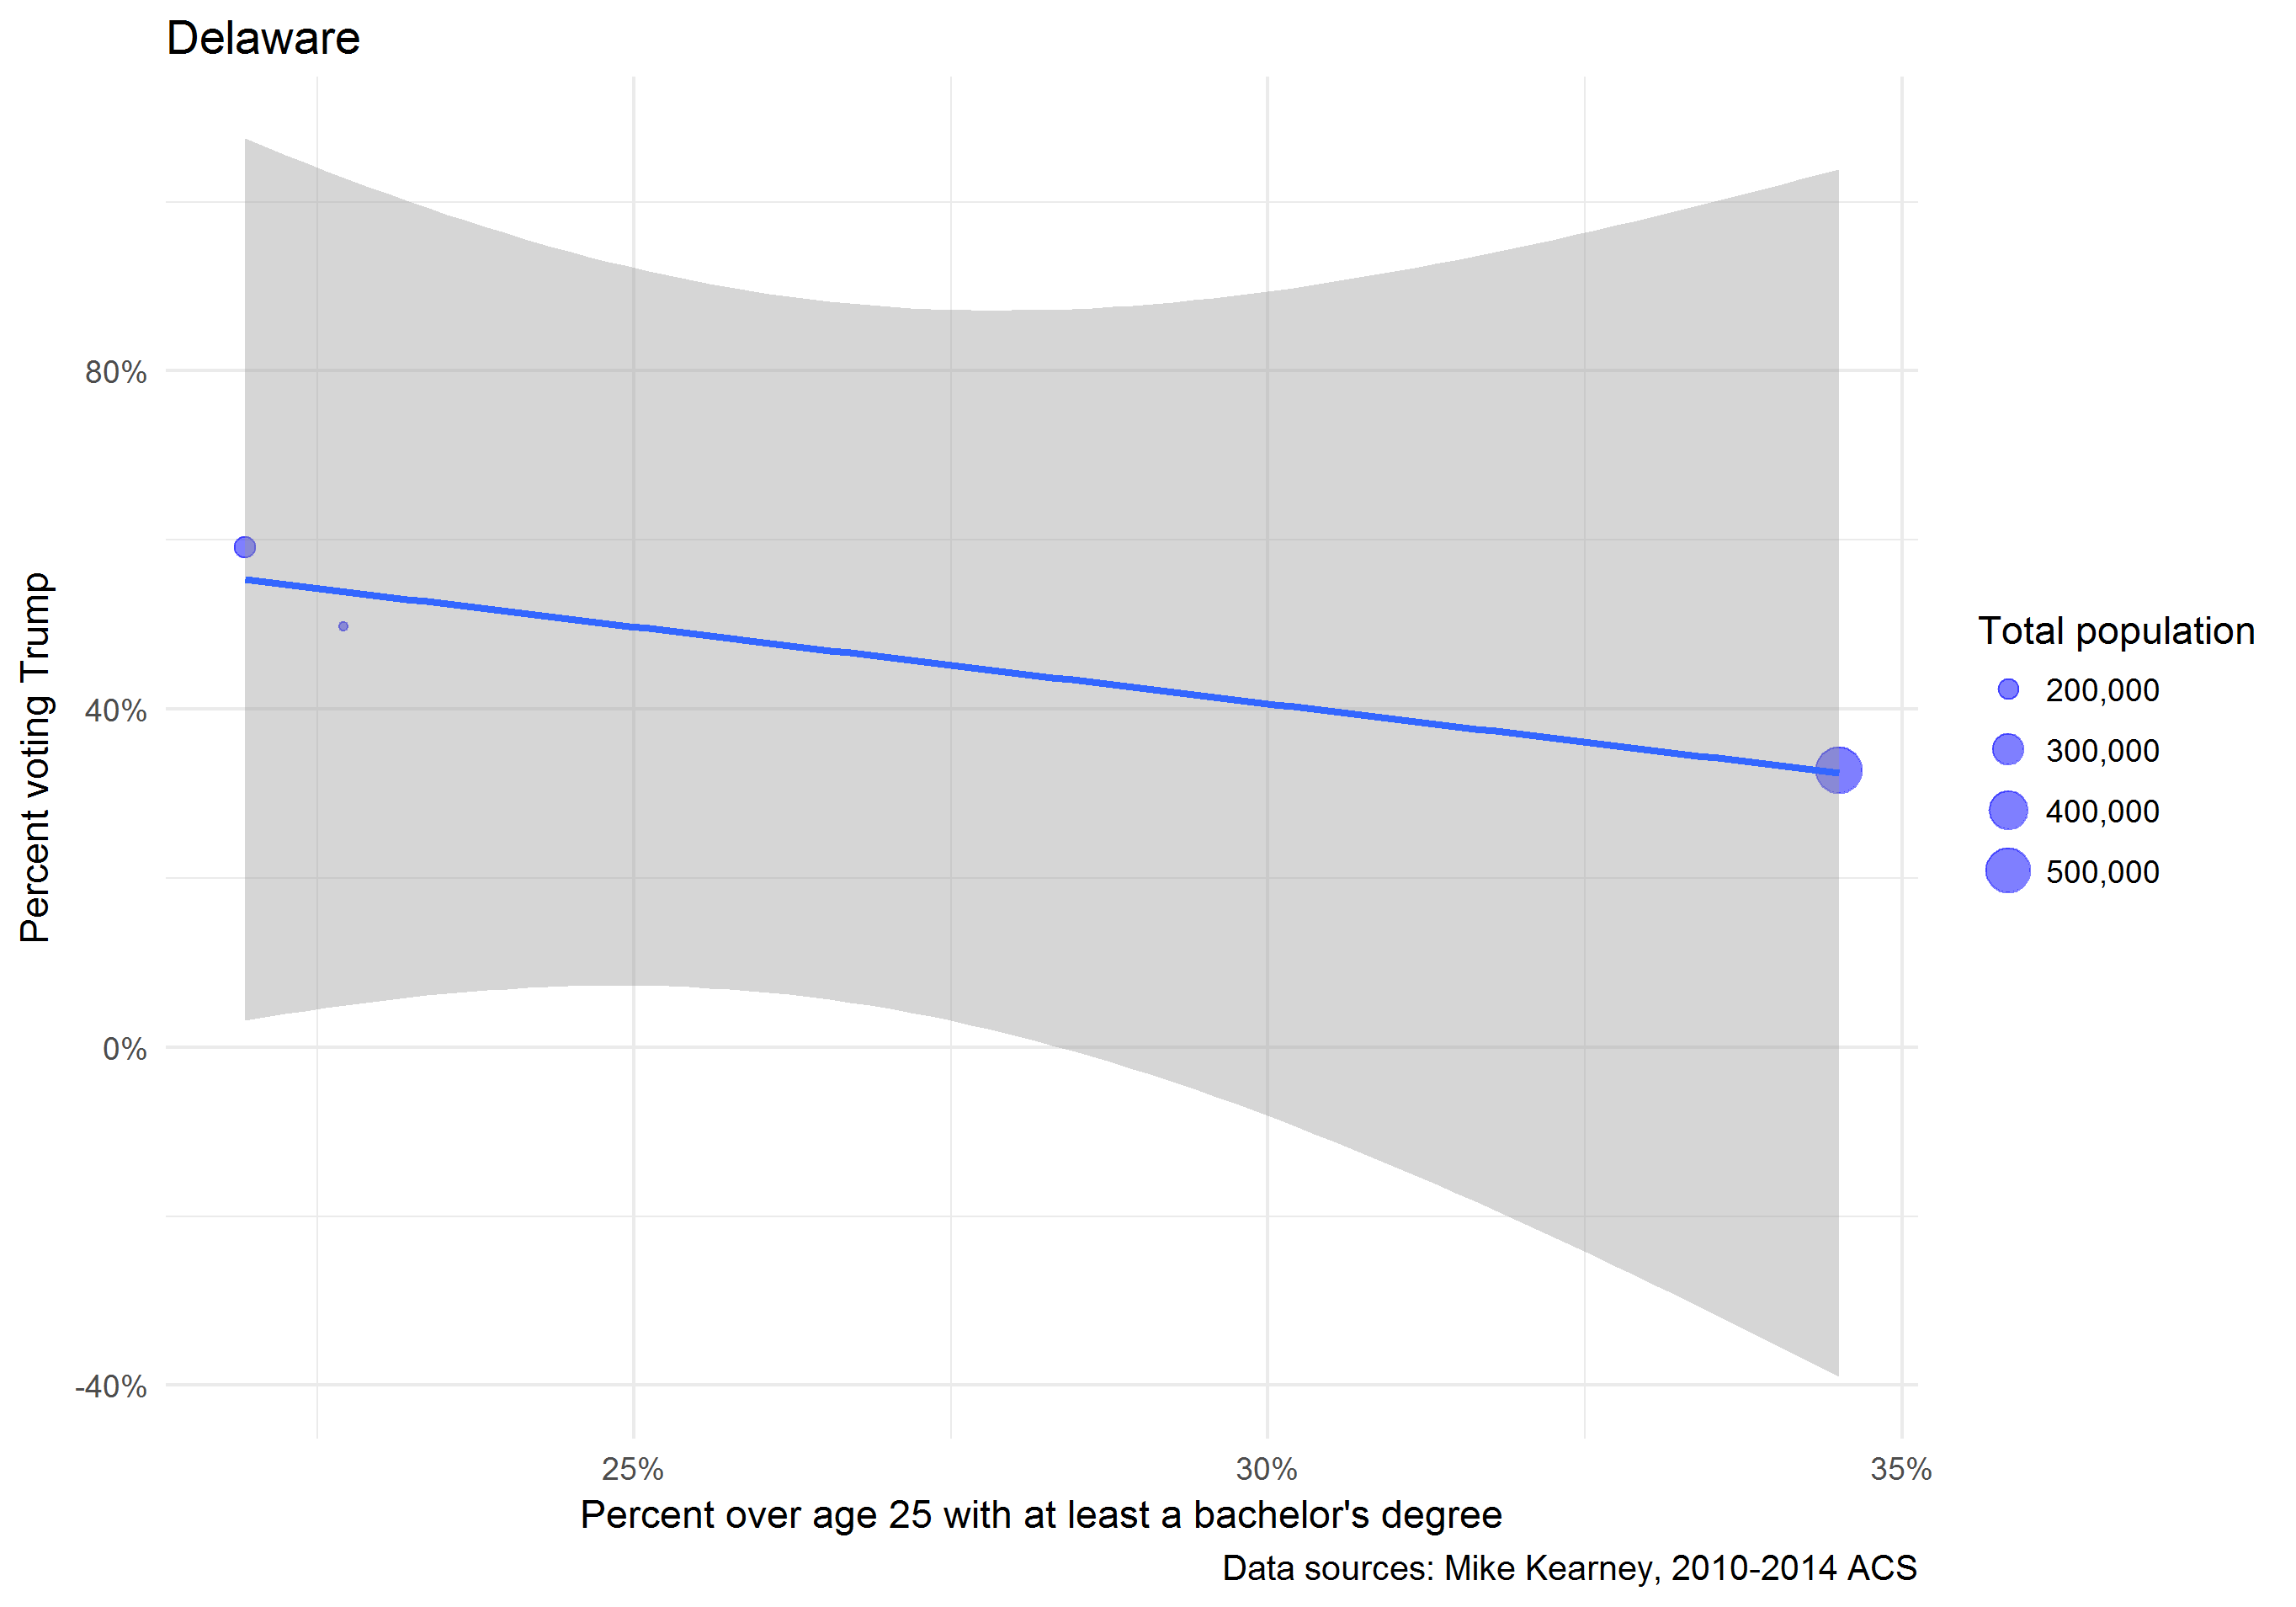 Delaware
80%
40%
0%
-40%
Percent voting Trump
25%
30%
35%
Percent over age 25 with at least a bachelor's degree
Total population
200,000
300,000
400,000
500,000
Data sources: Mike Kearney, 2010-2014 ACS